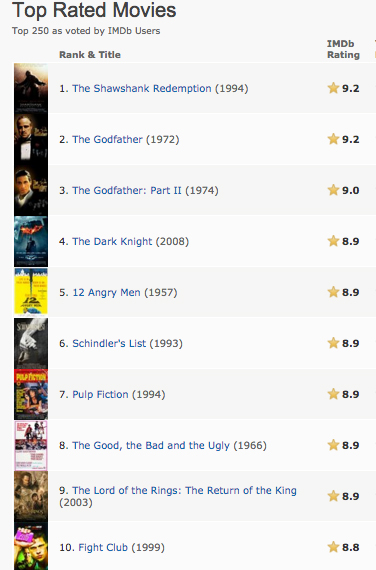 Top Rated Movies
Top 250 as voted by IMDb Users
Rank & Title
IMDb
Rating
1. The Shawshank Redemption (1994)
9.2
2. The Godfather (1972)
9.2
3. The Godfather: Part II (1974)
9.0
4. The Dark Knight (2008)
8.9
5. 12 Angry Men (1957)
8.9
6. Schindler's List (1993)
8.9
PULP FICTION
7. Pulp Fiction (1994)
8.9
8. The Good, the Bad and the Ugly (1966)
8.9
9. The Lord of the Rings: The Return of the King
(2003)
8.9
10. Fight Club (1999)
8.8